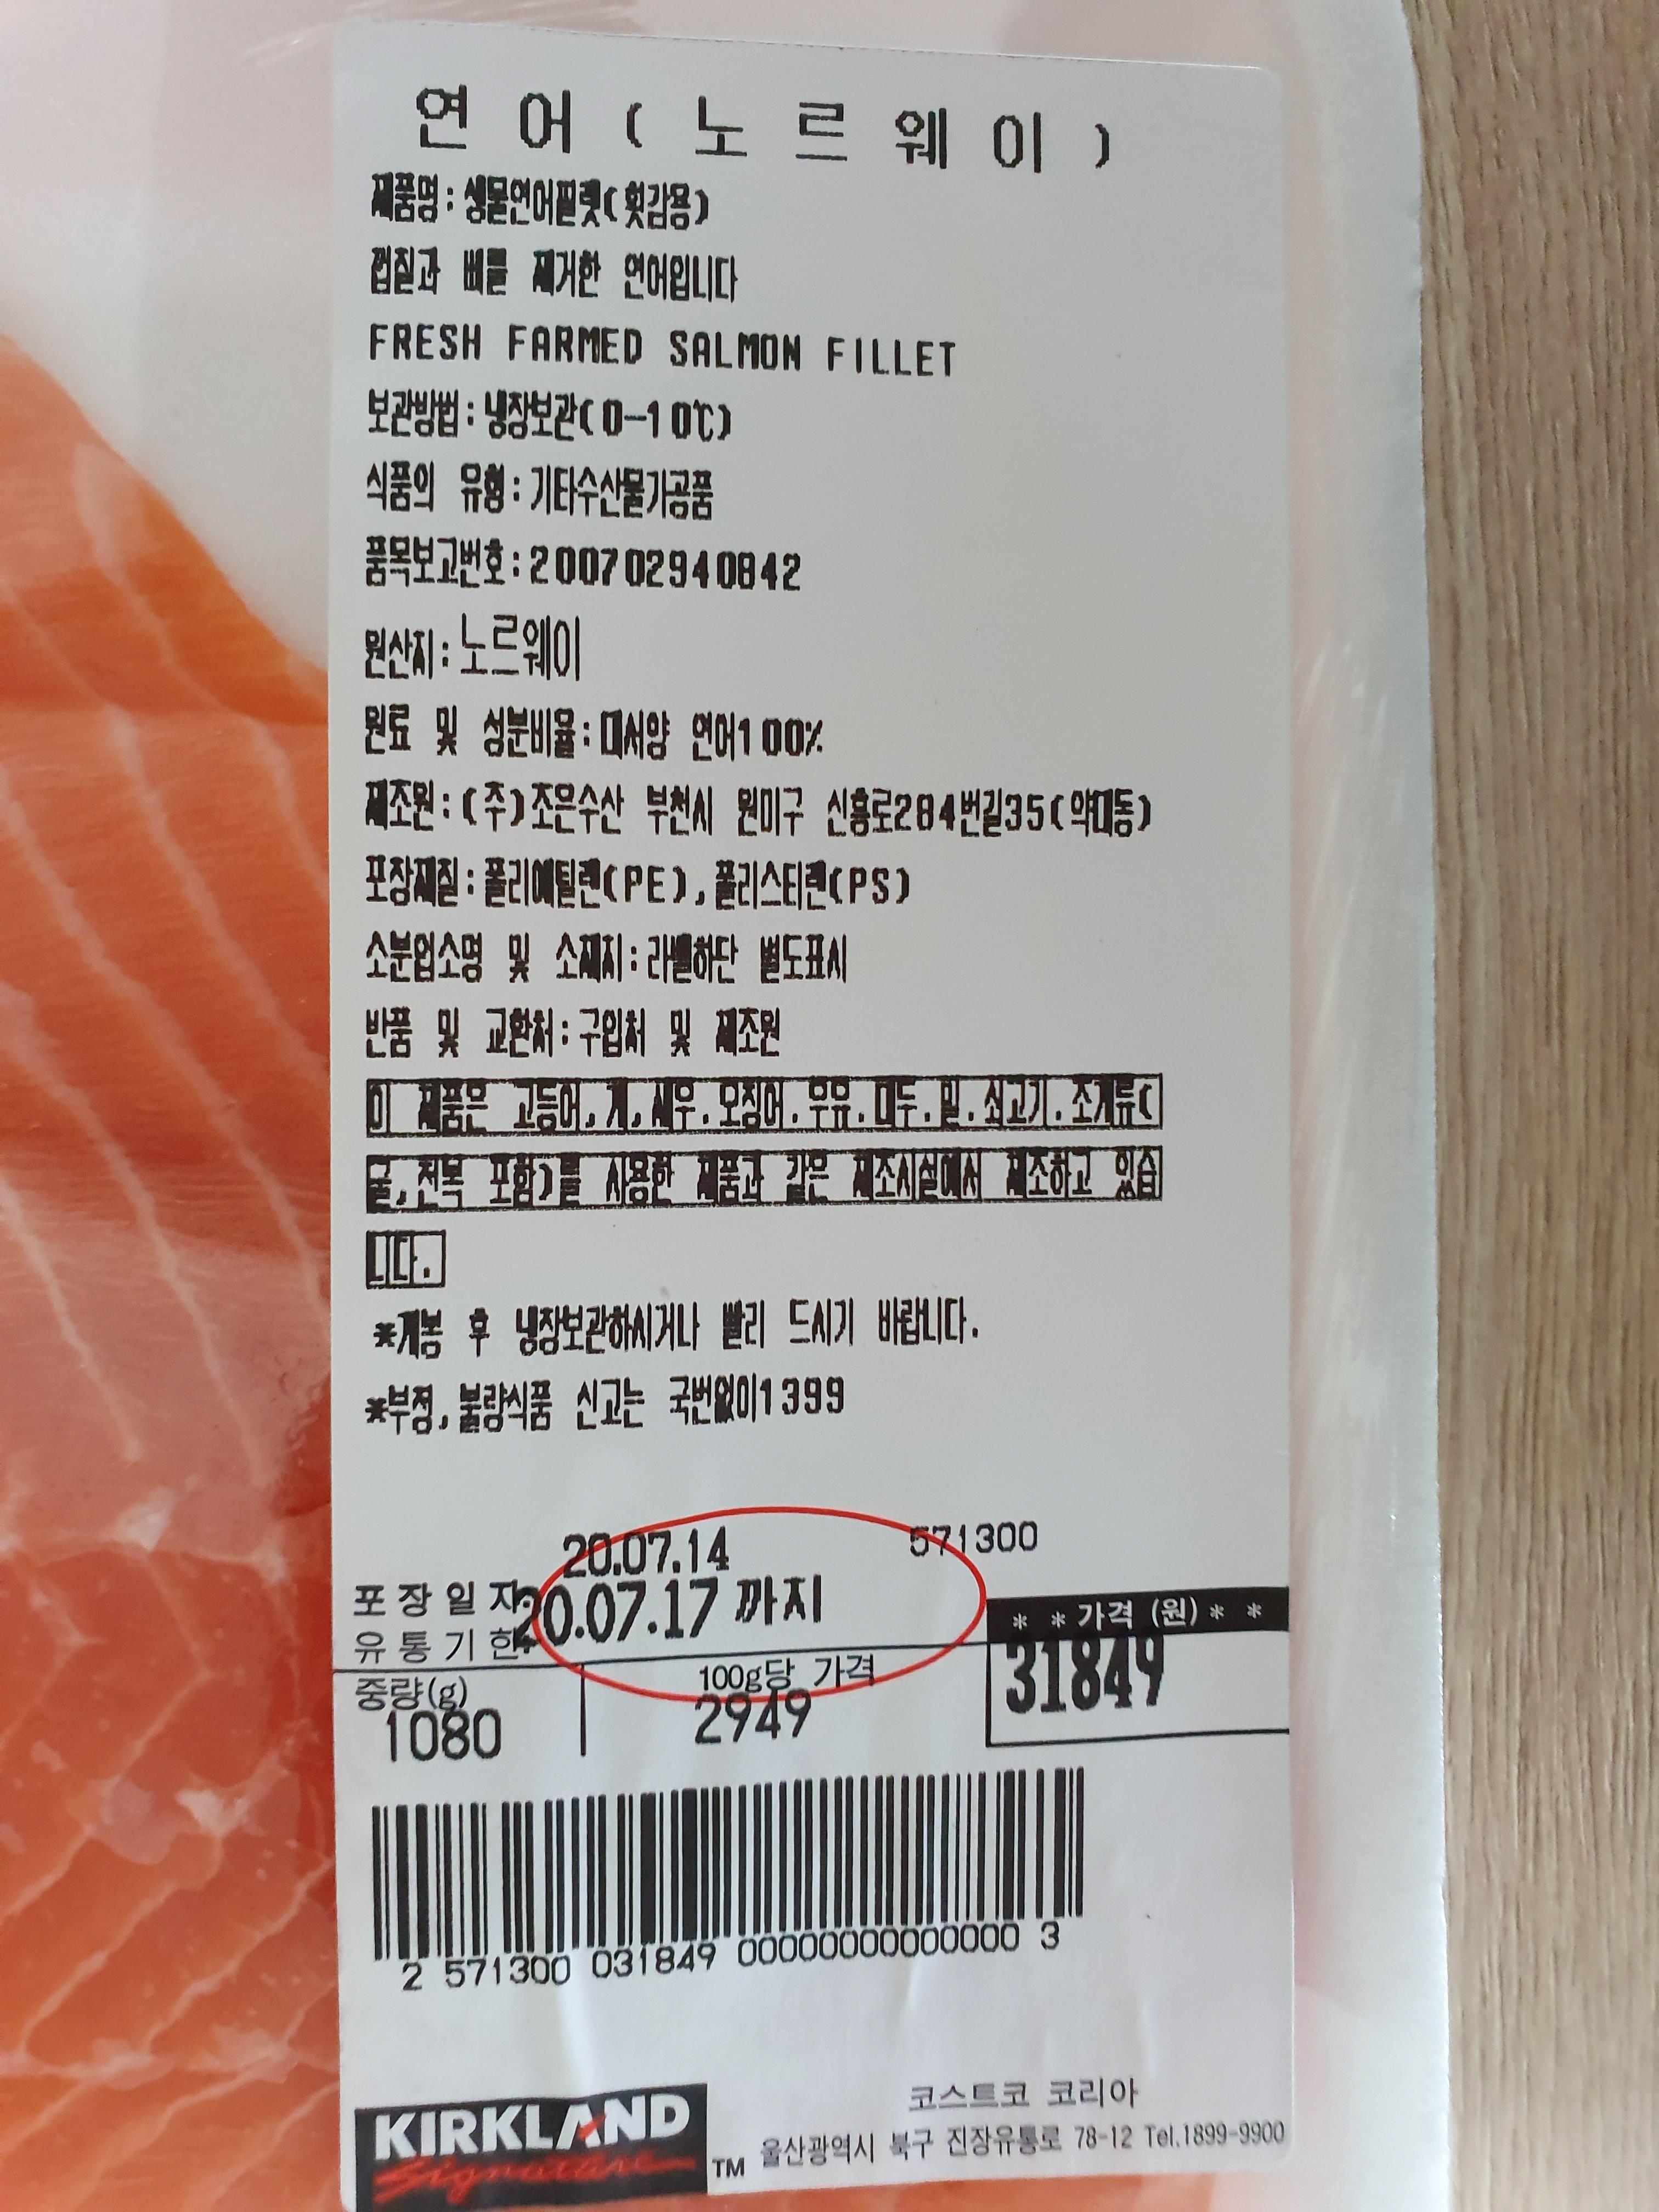 연 어 ( 노 르 웨 이 )
제품명:생물연어필렛(횟감용)
껍질과 뼈를 제거한 연어입니다
FRESH FARMED SALMON FILLET
보관방법:냉장보관(0-10℃)
식품의 유형:기타수산물가공품
품목보고번호:200702940842
원산지:노르웨이
원료 및 성분비율:대서양 연어100%
제조원:(주)조은수산 부천시 원미구 신흥로284번길35(약대동)
포장재질:폴리에틸렌(PE),폴리스티렌(PS)
소분업소명 및 소재지:라벨하단 별도표시
반품 및 교환처:구입처 및 제조원
이 제품은 고등어,게,새우.오징어.우유.대두.밀.쇠고기.조개류(
굴,전복 포함)를 사용한 제품과 같은 제조시설에서 제조하고 있습
니다.
*개봉 후 냉장보관하시거나 빨리 드시기 바랍니다.
*부정,불량식품 신고는 국번없이1399
20.07.14 571300
포 장 일 자: 20.07.17 까지
유 통 기 한: * * 가격 (원) * *
중량(g) 100g당 가격 31849
1080 2949
2 571300 031849 00000000000000 3
코스트코 코리아
KIRKLAND
Signature ™ 울산광역시 북구 진장유통로 78-12 Tel.1899-9900